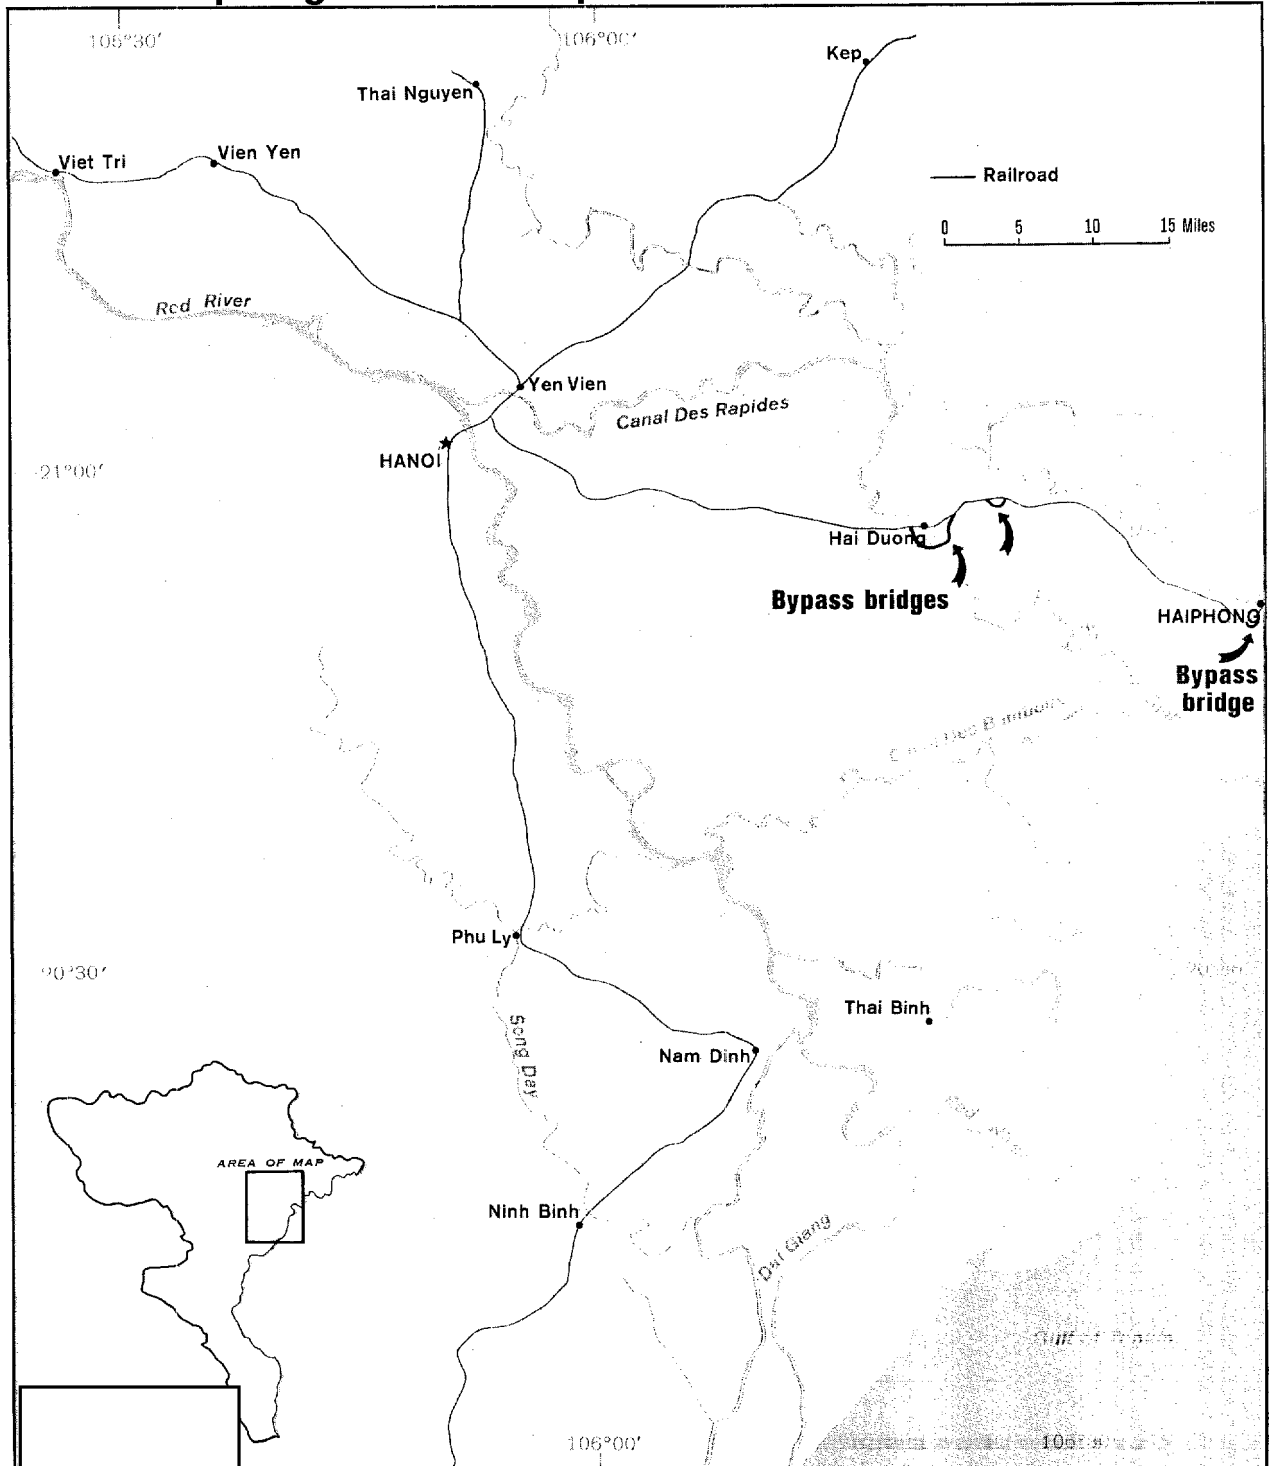 105°30′
106°00′
Kep
Thai Nguyen
Viet Tri
Vien Yen
Railroad
0 5 10 15 Miles
Red River
Yen Vien
Canal Des Rapides
HANOI
21°00′
Hai Duong
Bypass bridges
HAIPHONG
Bypass
bridge
Phu Ly
Thai Binh
Song Day
Nam Dinh
AREA OF MAP
Ninh Binh
Dai Giang
106°00′